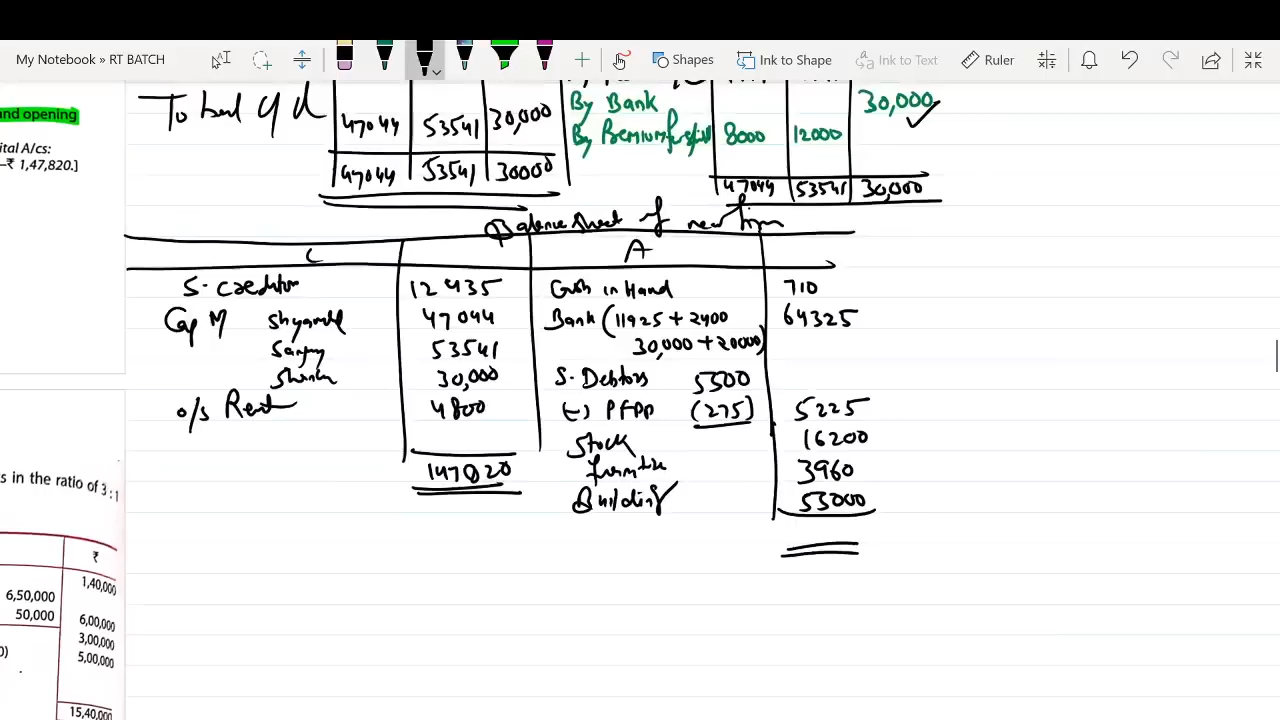 My Notebook » RT BATCH
Shapes
Ink to Shape
Ink to Text
Ruler
and opening
ital A/cs:
–₹ 1,47,820.]
s in the ratio of 3 : 1
₹
1,40,000
6,50,000
50,000
6,00,000
3,00,000
5,00,000
0)
15,40,000
To bal c/d 47044 53541 30,000
47044 53541 30000
By Bank 30,000
By Premium for g/will 8000 12000
47044 53541 30,000
Balance Sheet of new firm
L A
S. creditor 12435 Cash in Hand 710
Cap 47044 Bank (11925 + 2400 64325
Sanjay 53541 30,000 + 20000)
30,000 S. Debtors 5500
o/s Rent 4800 (-) PFDD (275) 5225
Stock 16200
147820 furniture 3960
Building 53000